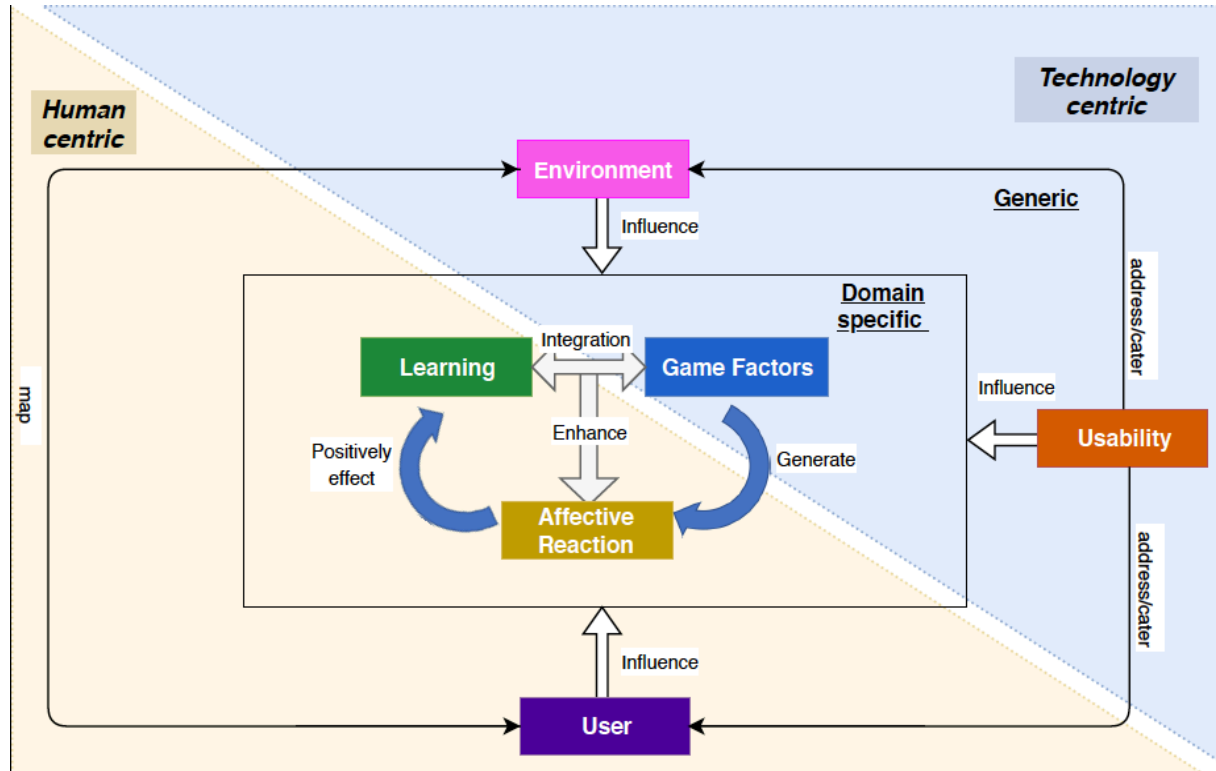 Human
centric
Technology
centric
Environment
Generic
Influence
address/cater
Domain
specific
Integration
Learning
Game Factors
Influence
map
Enhance
Positively
effect
Generate
Usability
Affective
Reaction
address/cater
Influence
User